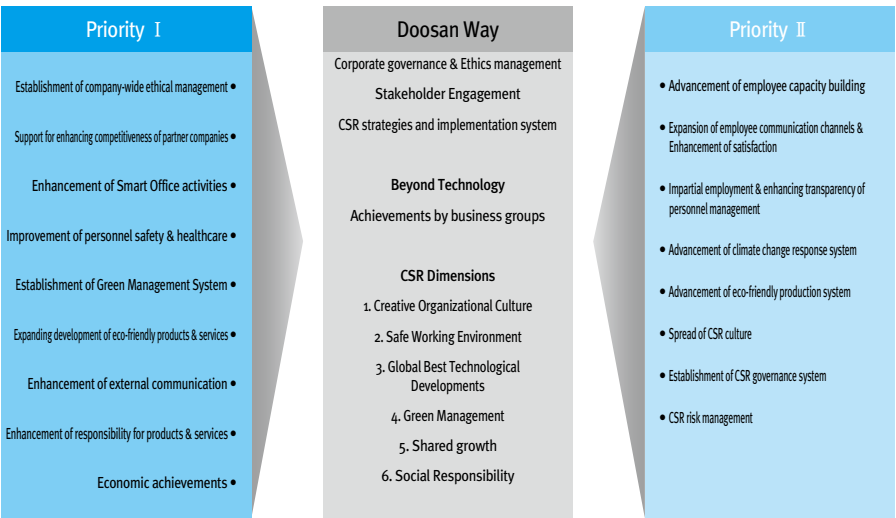 Priority Ⅰ
Establishment of company-wide ethical management •
Support for enhancing competitiveness of partner companies •
Enhancement of Smart Office activities •
Improvement of personnel safety & healthcare •
Establishment of Green Management System •
Expanding development of eco-friendly products & services •
Enhancement of external communication •
Enhancement of responsibility for products & services •
Economic achievements •
Doosan Way
Corporate governance & Ethics management
Stakeholder Engagement
CSR strategies and implementation system
Beyond Technology
Achievements by business groups
CSR Dimensions
1. Creative Organizational Culture
2. Safe Working Environment
3. Global Best Technological
Developments
4. Green Management
5. Shared growth
6. Social Responsibility
Priority Ⅱ
• Advancement of employee capacity building
• Expansion of employee communication channels &
Enhancement of satisfaction
• Impartial employment & enhancing transparency of
personnel management
• Advancement of climate change response system
• Advancement of eco-friendly production system
• Spread of CSR culture
• Establishment of CSR governance system
• CSR risk management